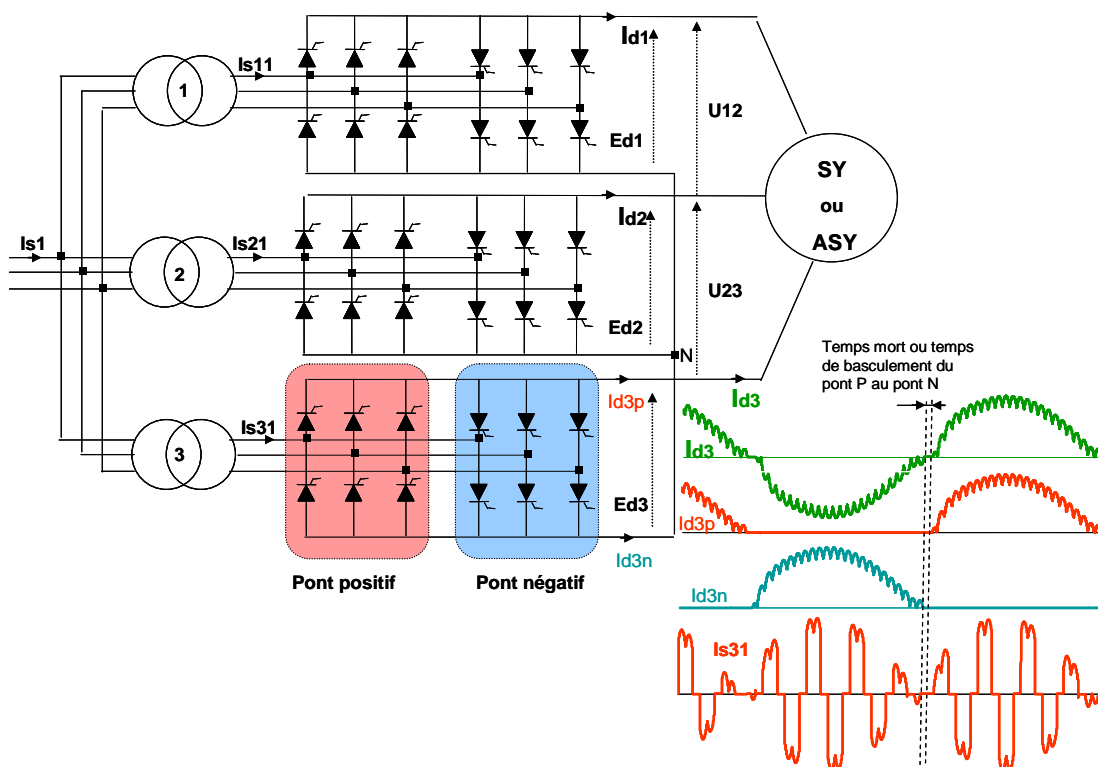 Is11
Id1
1
U12
Ed1
SY
ou
ASY
Is1
Is21
Id2
2
U23
Ed2
N
Temps mort ou temps
de basculement du
pont P au pont N
Id3p
Id3
Is31
3
Ed3
Id3n
Pont positif
Pont négatif
Id3
Id3p
Id3n
Is31